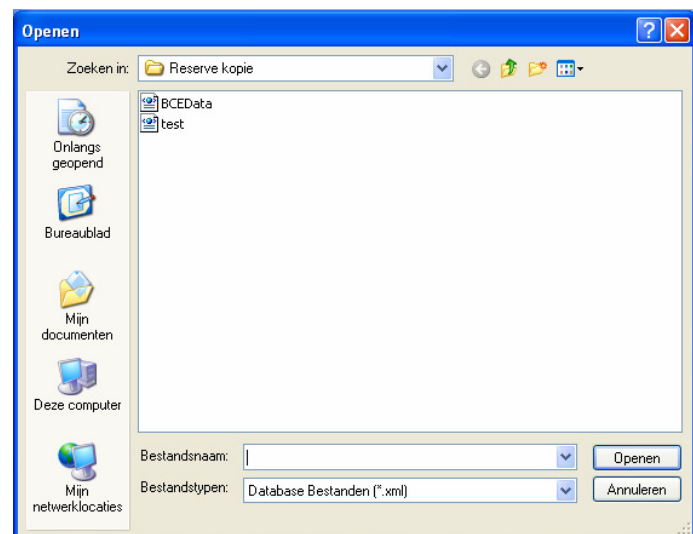 Openen
Zoeken in: Reserve kopie
BCEData
test
Onlangs
geopend
Bureaublad
Mijn
documenten
Deze computer
Mijn
netwerklocaties
Bestandsnaam:
Openen
Bestandstypen: Database Bestanden (*.xml)
Annuleren